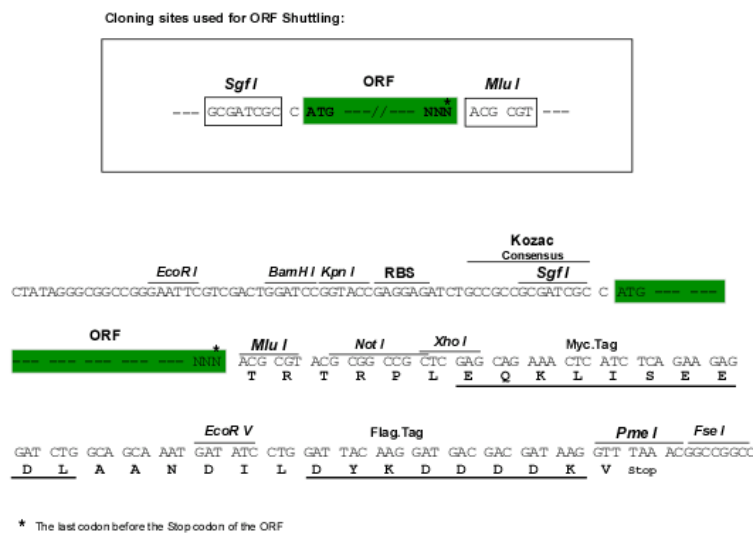 Cloning sites used for ORF Shuttling:
Sgf I ORF Mlu I
--- GCGATCGC C ATG ---//--- NNN* ACG CGT ---
Kozac
Consensus
EcoR I BamH I Kpn I RBS Sgf I
CTATAGGGCGGCCGGGAATTCGTCGACTGGATCCGGTACCGAGGAGATCTGCCGCCGCGATCGC C ATG --- ---
ORF Mlu I Not I Xho I Myc.Tag
--- --- --- --- --- --- NNN* ACG CGT ACG CGG CCG CTC GAG CAG AAA CTC ATC TCA GAA GAG
T R T R P L E Q K L I S E E
EcoR V Flag.Tag Pme I Fse I
GAT CTG GCA GCA AAT GAT ATC CTG GAT TAC AAG GAT GAC GAC GAT AAG GTT TAA ACGGCCGGCC
D L A A N D I L D Y K D D D D K V Stop
* The last codon before the Stop codon of the ORF